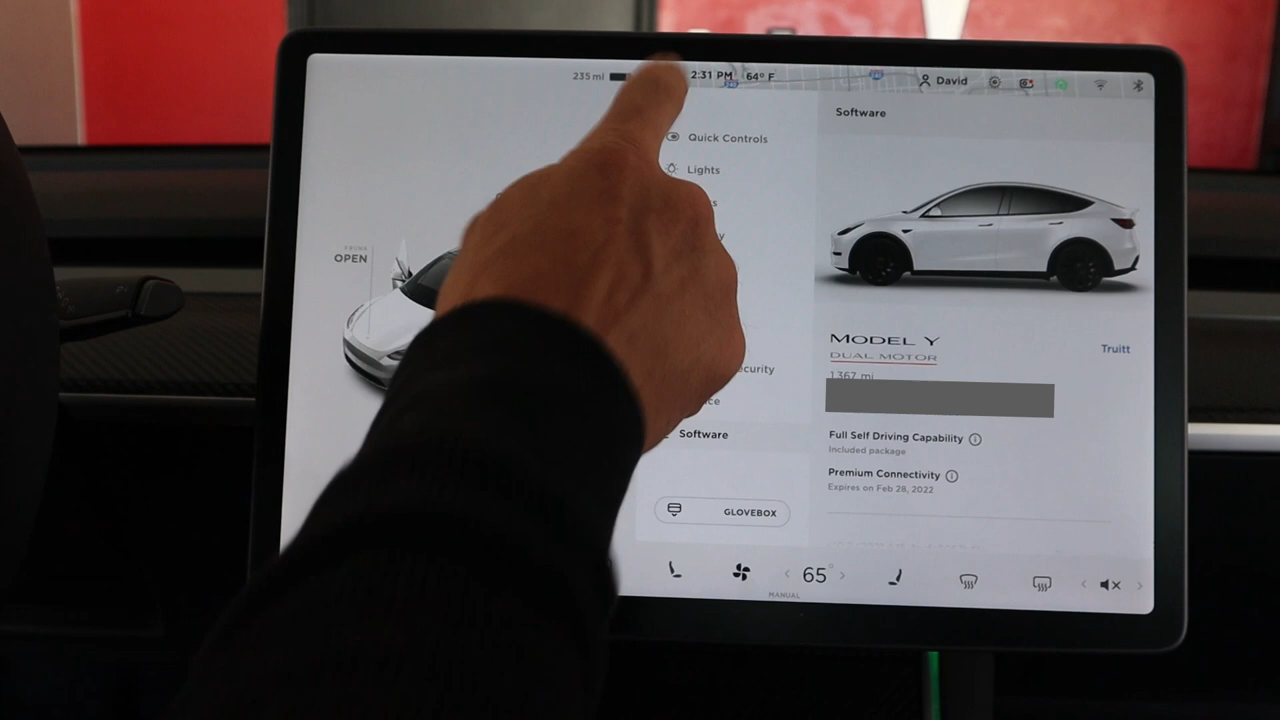 235 mi 2:31 PM 64° F David
Software
Quick Controls
Lights
OPEN
MODEL Y
DUAL MOTOR
Truitt
1,367 mi
Full Self Driving Capability
Included package
Software
Premium Connectivity
Expires on Feb 28, 2022
GLOVEBOX
65°
MANUAL